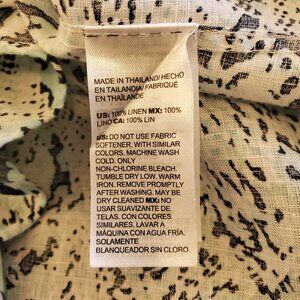 MADE IN THAILAND/ HECHO
EN TAILANDIA/ FABRIQUÉ
EN THAÏLANDE
US: 100% LINEN MX: 100%
LINO CA: 100% LIN
US: DO NOT USE FABRIC
SOFTENER. WITH SIMILAR
COLORS. MACHINE WASH
COLD. ONLY
NON-CHLORINE BLEACH.
TUMBLE DRY LOW. WARM
IRON. REMOVE PROMPTLY
AFTER WASHING. MAY BE
DRY CLEANED MX: NO
USAR SUAVIZANTE DE
TELAS, CON COLORES
SIMILARES. LAVAR A
MÁQUINA CON AGUA FRÍA.
SOLAMENTE
BLANQUEADOR SIN CLORO.